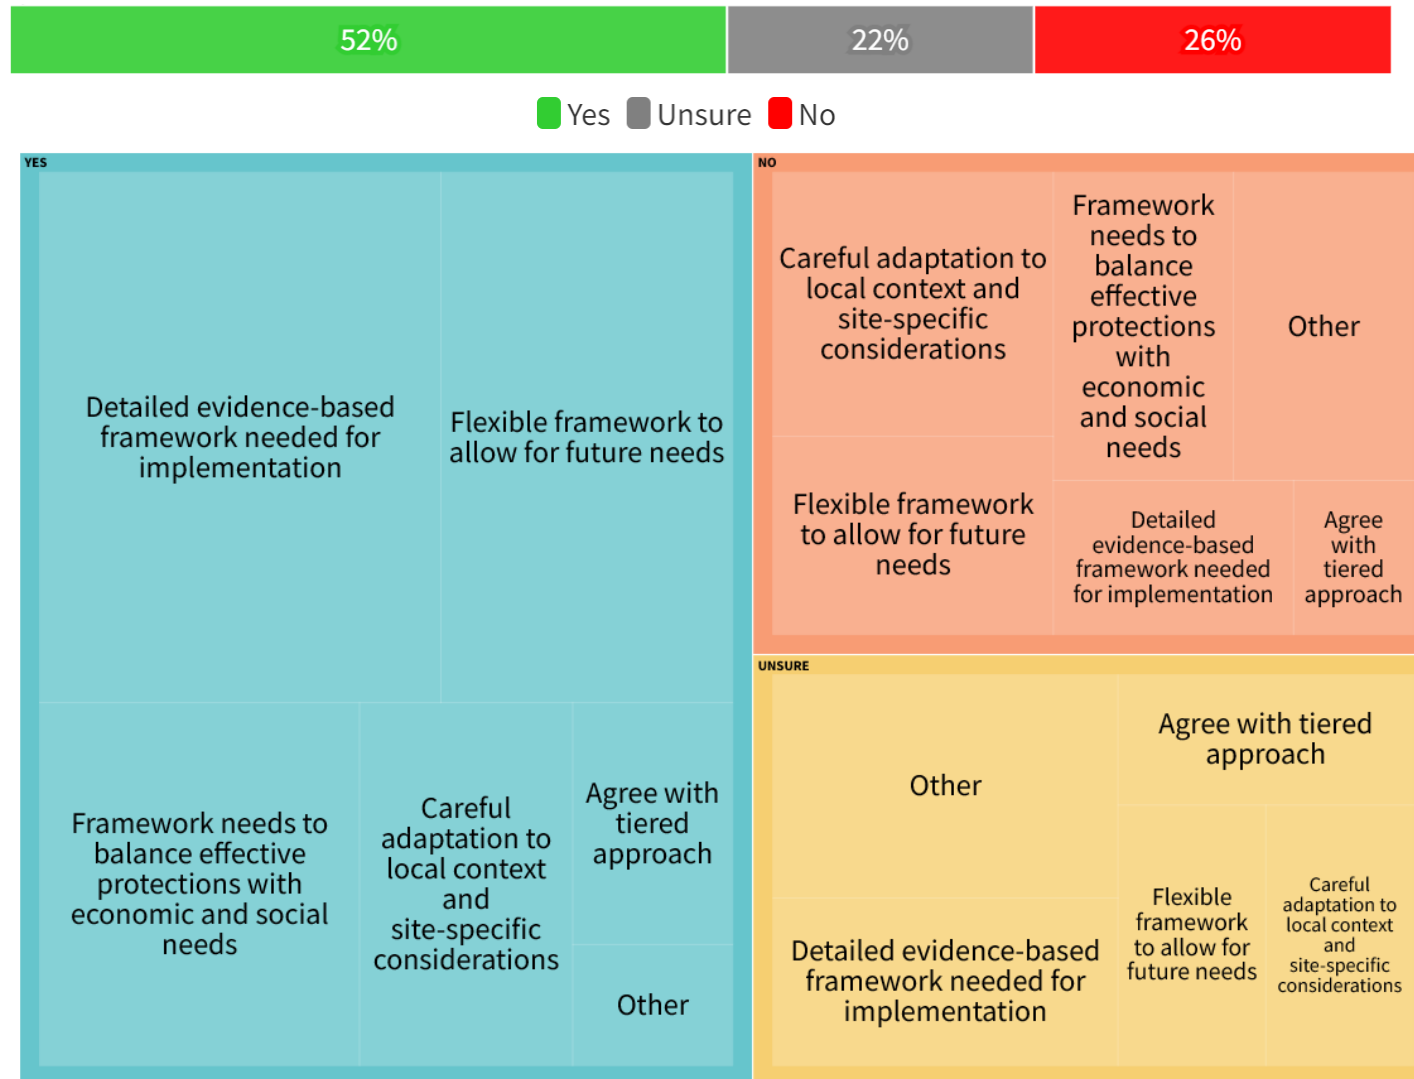 52%
22%
26%
Yes
Unsure
No
YES
Detailed evidence-based
framework needed for
implementation
Flexible framework to
allow for future needs
Framework needs to
balance effective
protections with
economic and social
needs
Careful
adaptation to
local context
and
site-specific
considerations
Agree with
tiered
approach
Other
NO
Careful adaptation to
local context and
site-specific
considerations
Framework
needs to
balance
effective
protections
with
economic
and social
needs
Other
Flexible framework
to allow for future
needs
Detailed
evidence-based
framework needed
for implementation
Agree
with
tiered
approach
UNSURE
Other
Agree with tiered
approach
Detailed evidence-based
framework needed for
implementation
Flexible
framework
to allow for
future needs
Careful
adaptation to
local context
and
site-specific
considerations